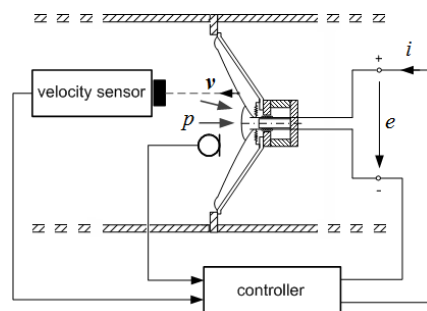 velocity sensor
v
p
+
i
e
-
controller